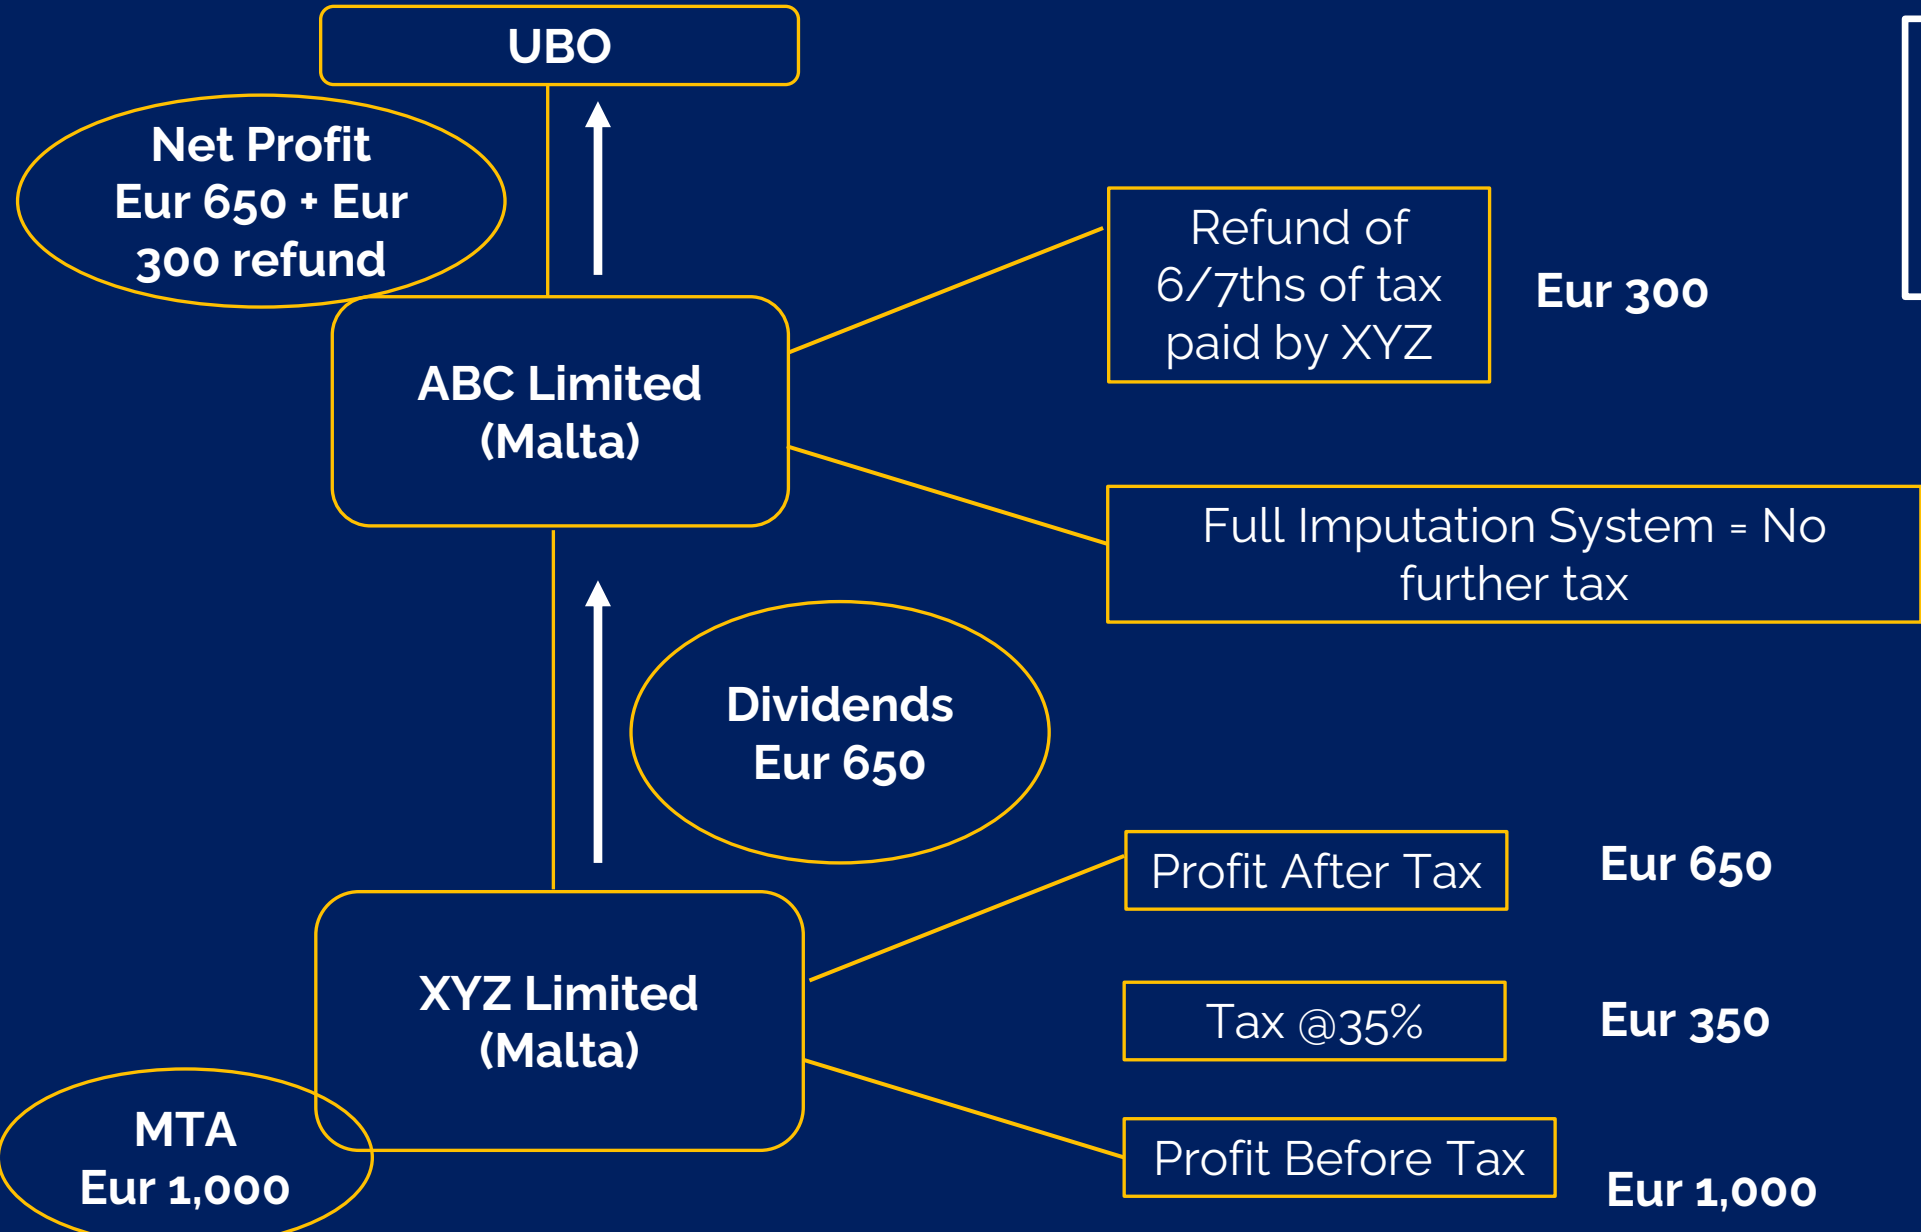 UBO
Net Profit
Eur 650 + Eur
300 refund
Refund of
6/7ths of tax
paid by XYZ
Eur 300
ABC Limited
(Malta)
Full Imputation System = No
further tax
Dividends
Eur 650
Profit After Tax
Eur 650
XYZ Limited
(Malta)
Tax @35%
Eur 350
MTA
Eur 1,000
Profit Before Tax
Eur 1,000